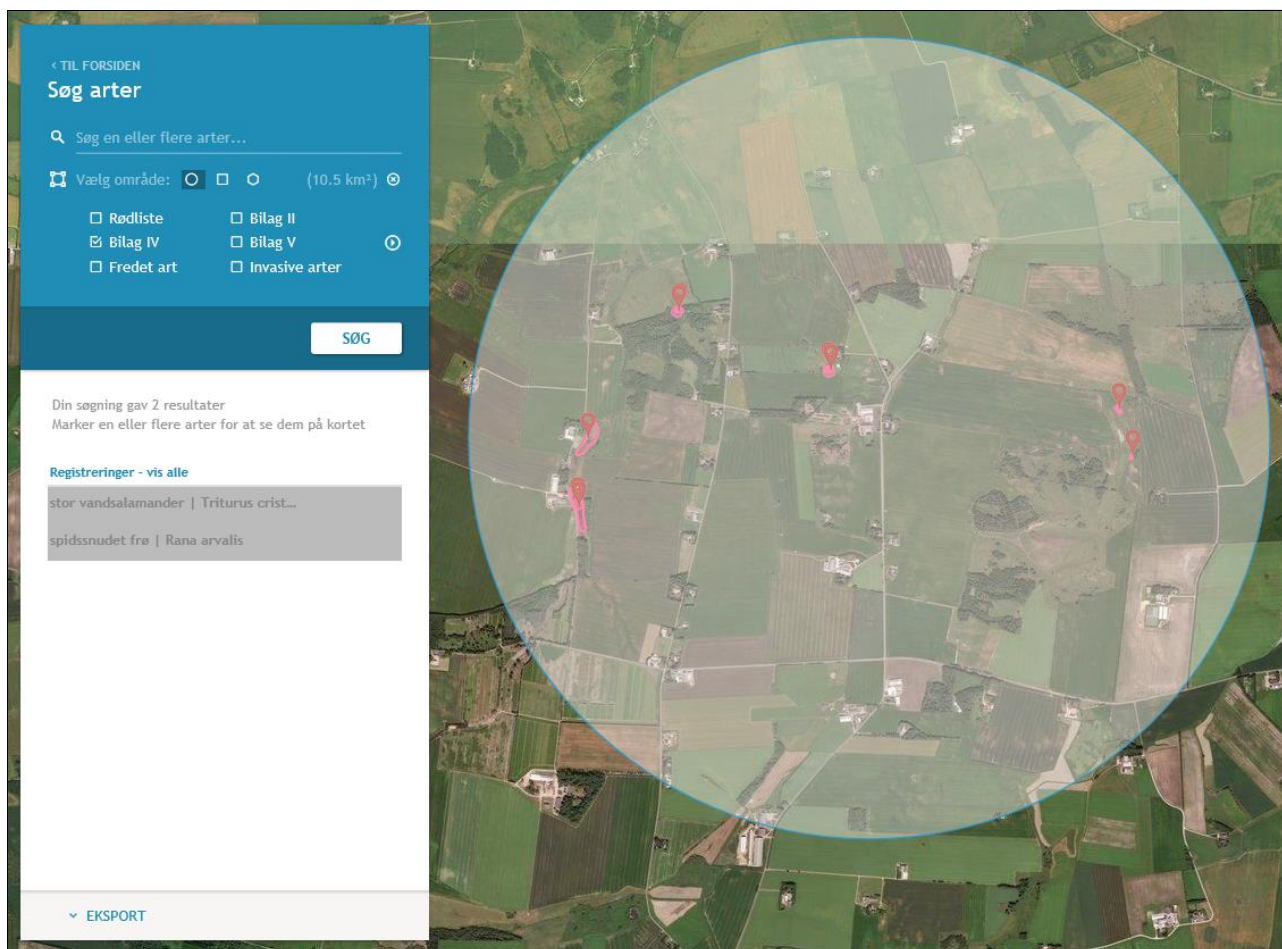 ‹ TIL FORSIDEN
Søg arter
Søg en eller flere arter...
Vælg område: (10.5 km²)
Rødliste Bilag II
Bilag IV Bilag V
Fredet art Invasive arter
SØG
Din søgning gav 2 resultater
Marker en eller flere arter for at se dem på kortet
Registreringer - vis alle
stor vandsalamander | Triturus crist...
spidssnudet frø | Rana arvalis
EKSPORT